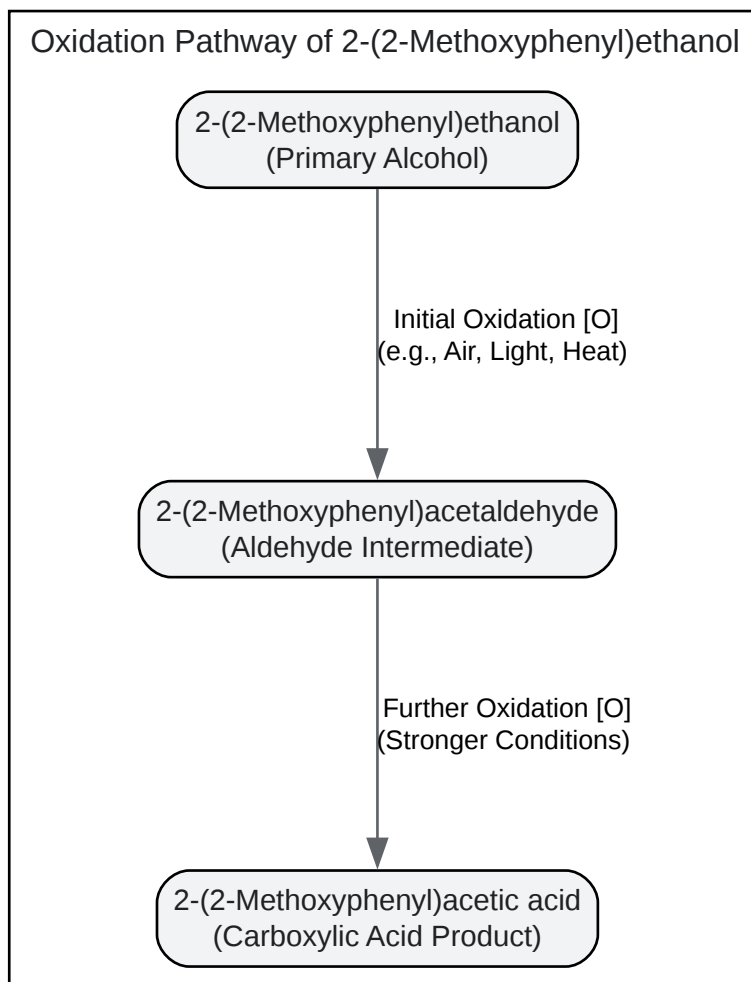 Oxidation Pathway of 2-(2-Methoxyphenyl)ethanol
2-(2-Methoxyphenyl)ethanol
(Primary Alcohol)
Initial Oxidation [O]
(e.g., Air, Light, Heat)
2-(2-Methoxyphenyl)acetaldehyde
(Aldehyde Intermediate)
Further Oxidation [O]
(Stronger Conditions)
2-(2-Methoxyphenyl)acetic acid
(Carboxylic Acid Product)